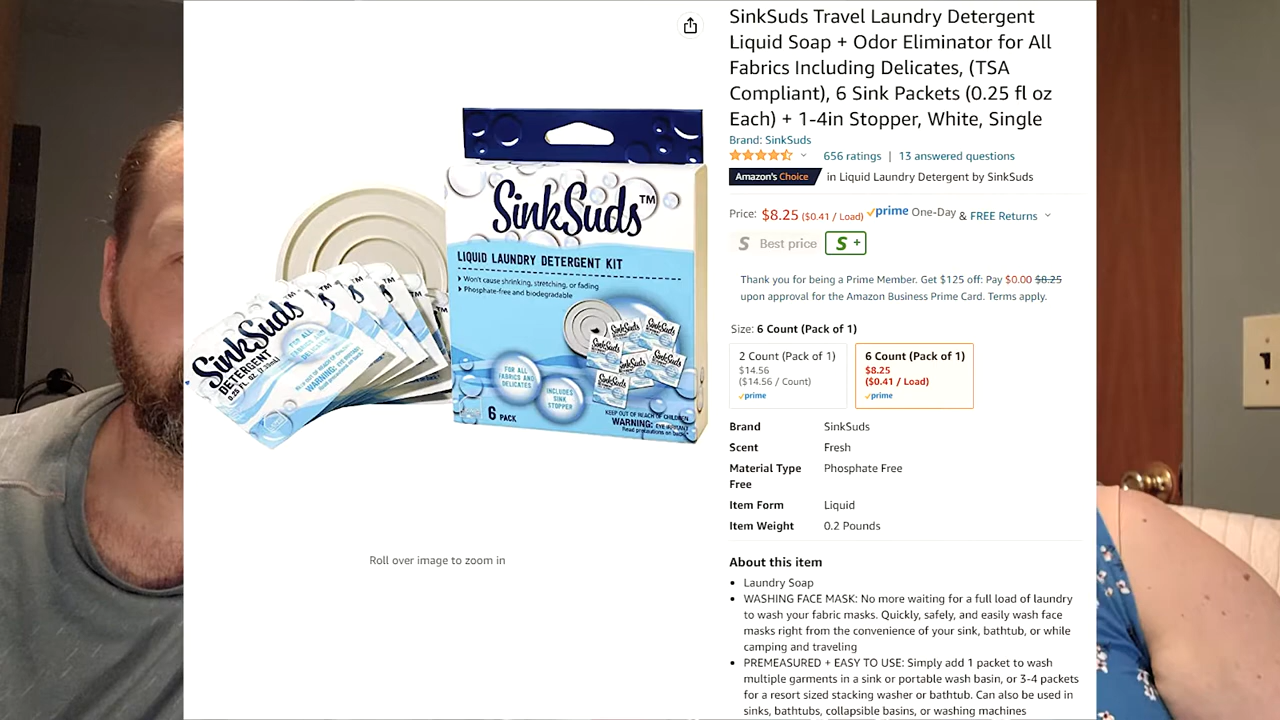 SinkSuds Travel Laundry Detergent
Liquid Soap + Odor Eliminator for All
Fabrics Including Delicates, (TSA
Compliant), 6 Sink Packets (0.25 fl oz
Each) + 1-4in Stopper, White, Single
Brand: SinkSuds
656 ratings | 13 answered questions
Amazon's Choice in Liquid Laundry Detergent by SinkSuds
Price: $8.25 ($0.41 / Load) prime One-Day & FREE Returns
S Best price S +
Thank you for being a Prime Member. Get $125 off: Pay $0.00 $8.25
upon approval for the Amazon Business Prime Card. Terms apply.
Size: 6 Count (Pack of 1)
2 Count (Pack of 1)
$14.56
($14.56 / Count)
prime
6 Count (Pack of 1)
$8.25
($0.41 / Load)
prime
Brand SinkSuds
Scent Fresh
Material Type Phosphate Free
Free
Item Form Liquid
Item Weight 0.2 Pounds
About this item
Laundry Soap
WASHING FACE MASK: No more waiting for a full load of laundry
to wash your fabric masks. Quickly, safely, and easily wash face
masks right from the convenience of your sink, bathtub, or while
camping and traveling
PREMEASURED + EASY TO USE: Simply add 1 packet to wash
multiple garments in a sink or portable wash basin, or 3-4 packets
for a resort sized stacking washer or bathtub. Can also be used in
sinks, bathtubs, collapsible basins, or washing machines
SinkSuds™
LIQUID LAUNDRY DETERGENT KIT
Won't cause shrinking, stretching, or fading
Phosphate-free and biodegradable
FOR ALL
FABRICS AND
DELICATES
INCLUDES
SINK
STOPPER
6 PACK
KEEP OUT OF REACH OF CHILDREN
WARNING: EYE IRRITANT
Read precautions on back
SinkSuds
DETERGENT
FOR ALL
FABRICS AND
DELICATES
WARNING: EYE IRRITANT
Roll over image to zoom in